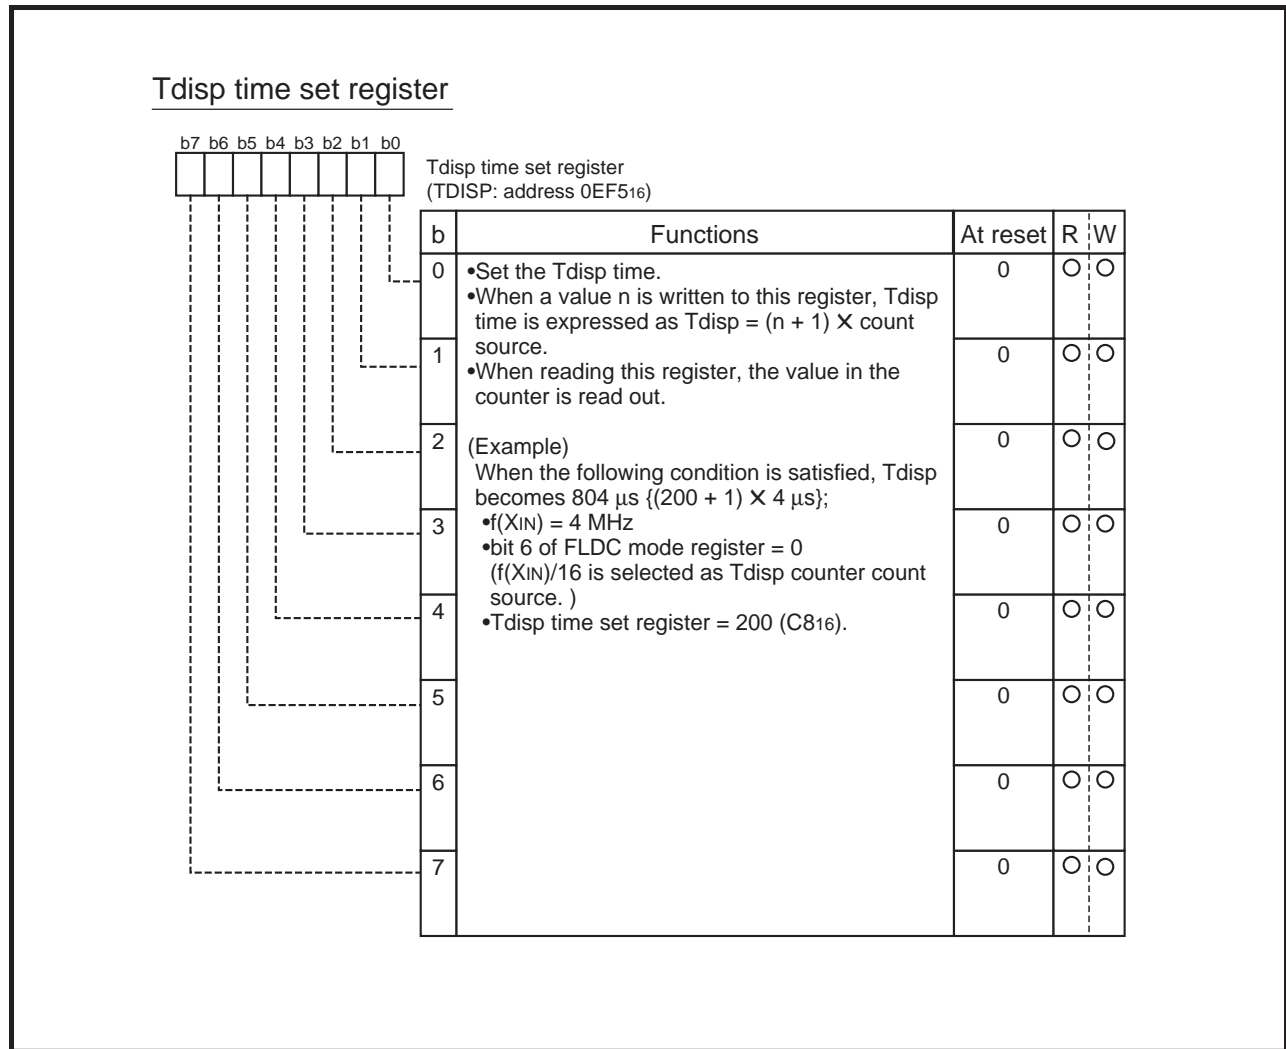 Tdisp time set register
b7 b6 b5 b4 b3 b2 b1 b0
Tdisp time set register
(TDISP: address 0EF516)
b Functions At reset R W
0 •Set the Tdisp time. 0 ○ ○
•When a value n is written to this register, Tdisp
time is expressed as Tdisp = (n + 1) ✕ count
source.
1 0 ○ ○
•When reading this register, the value in the
counter is read out.
2 (Example) 0 ○ ○
When the following condition is satisfied, Tdisp
becomes 804 μs {(200 + 1) ✕ 4 μs};
3 •f(XIN) = 4 MHz 0 ○ ○
•bit 6 of FLDC mode register = 0
(f(XIN)/16 is selected as Tdisp counter count
source. )
4 •Tdisp time set register = 200 (C816). 0 ○ ○
5 0 ○ ○
6 0 ○ ○
7 0 ○ ○